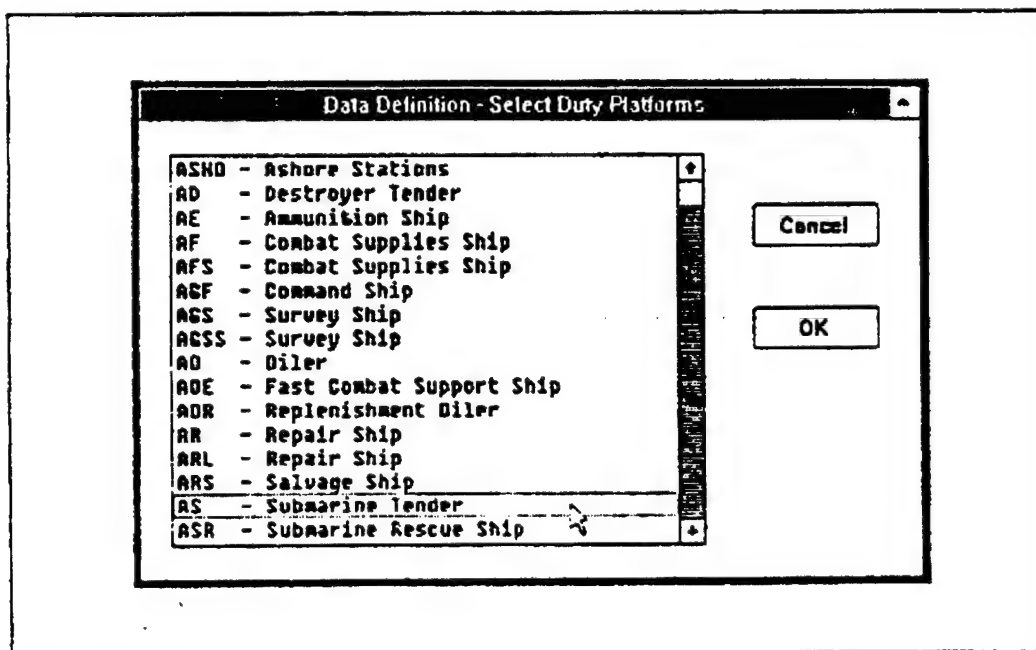 Data Definition - Select Duty Platforms
ASHO - Ashore Stations
AD - Destroyer Tender
AE - Ammunition Ship
AF - Combat Supplies Ship
AFS - Combat Supplies Ship
AGF - Command Ship
AGS - Survey Ship
AGSS - Survey Ship
AO - Oiler
AOE - Fast Combat Support Ship
AOR - Replenishment Oiler
AR - Repair Ship
ARL - Repair Ship
ARS - Salvage Ship
AS - Submarine Tender
ASR - Submarine Rescue Ship
Cancel
OK